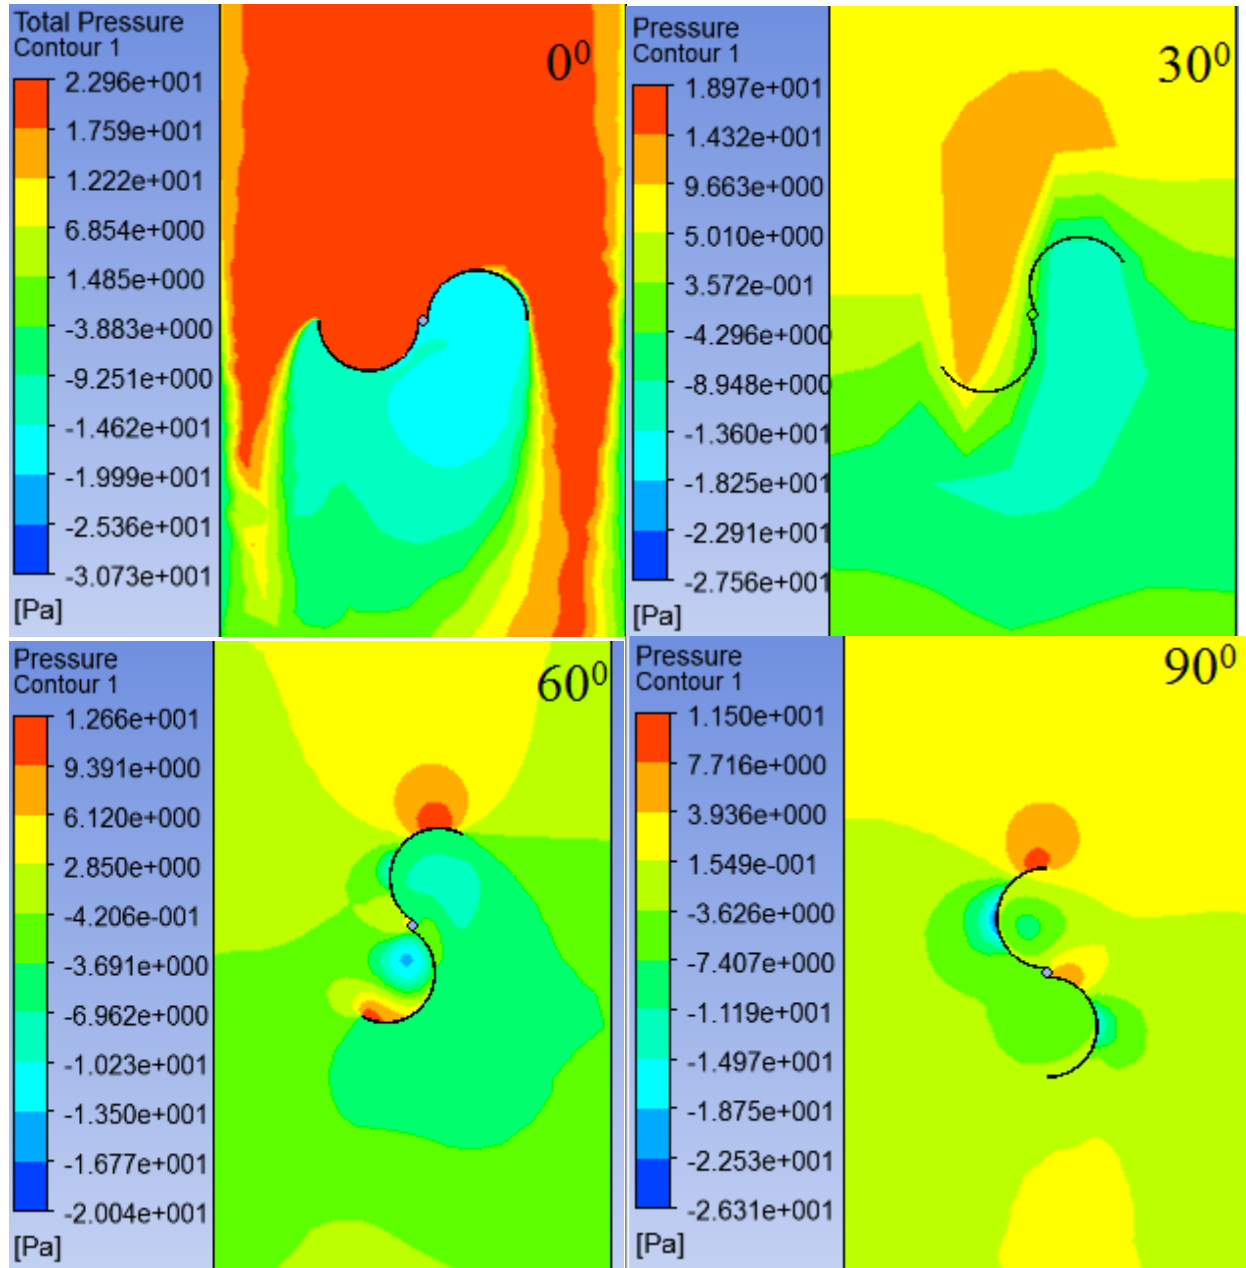 Total Pressure
Contour 1
0⁰
2.296e+001
1.759e+001
1.222e+001
6.854e+000
1.485e+000
-3.883e+000
-9.251e+000
-1.462e+001
-1.999e+001
-2.536e+001
-3.073e+001
[Pa]
Pressure
Contour 1
30⁰
1.897e+001
1.432e+001
9.663e+000
5.010e+000
3.572e-001
-4.296e+000
-8.948e+000
-1.360e+001
-1.825e+001
-2.291e+001
-2.756e+001
[Pa]
Pressure
Contour 1
60⁰
1.266e+001
9.391e+000
6.120e+000
2.850e+000
-4.206e-001
-3.691e+000
-6.962e+000
-1.023e+001
-1.350e+001
-1.677e+001
-2.004e+001
[Pa]
Pressure
Contour 1
90⁰
1.150e+001
7.716e+000
3.936e+000
1.549e-001
-3.626e+000
-7.407e+000
-1.119e+001
-1.497e+001
-1.875e+001
-2.253e+001
-2.631e+001
[Pa]